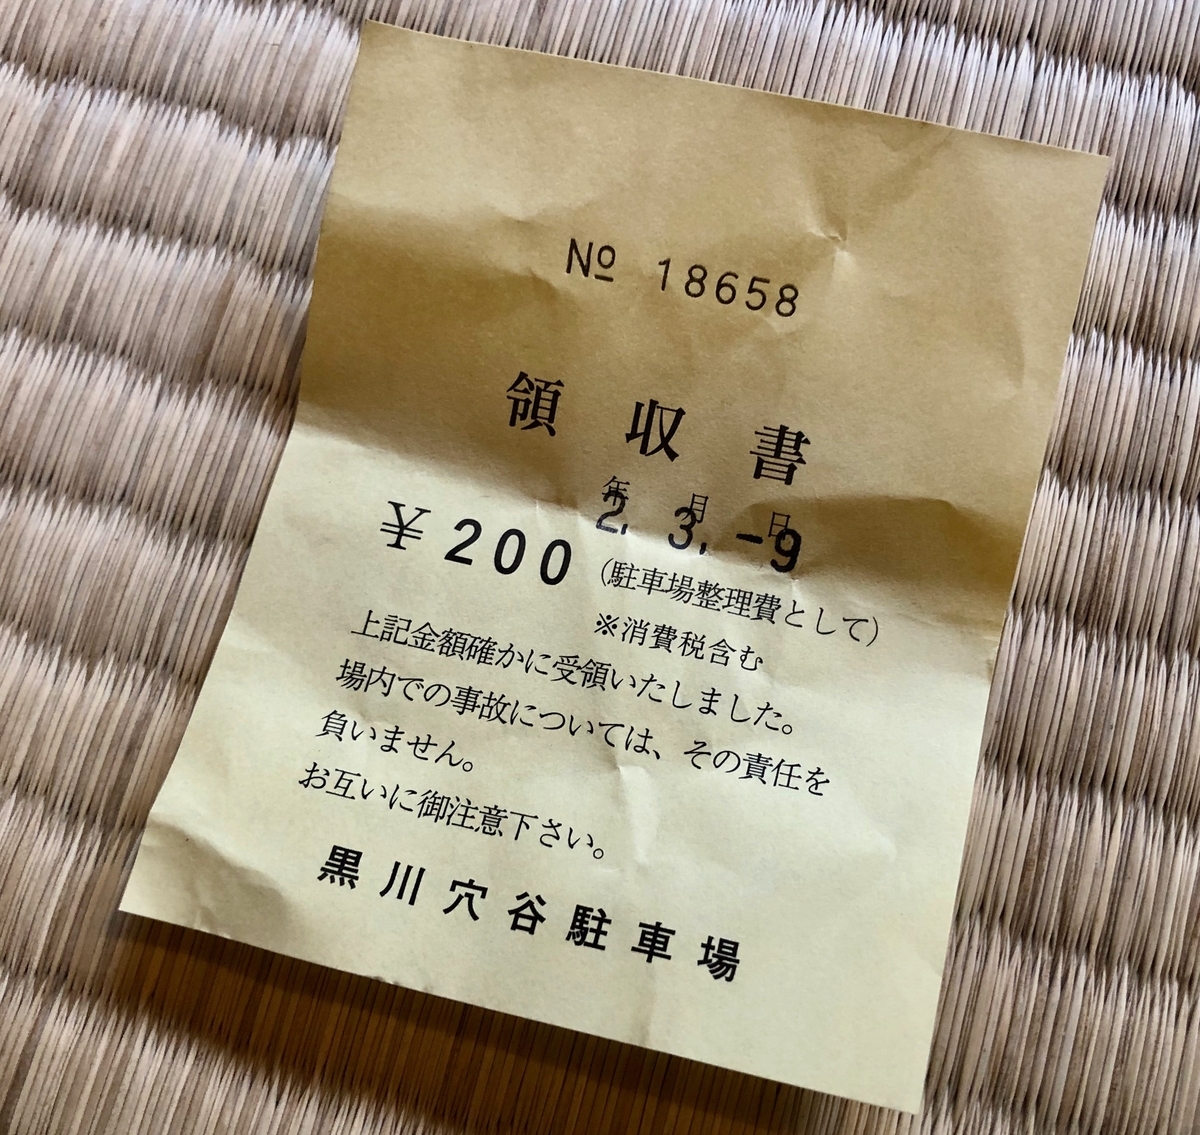 № 18658
領収書
年 月 日
2. 3. -9
¥200 (駐車場整理費として)
※消費税含む
上記金額確かに受領いたしました。
場内での事故については、その責任を
負いません。
お互いに御注意下さい。
黒川穴谷駐車場